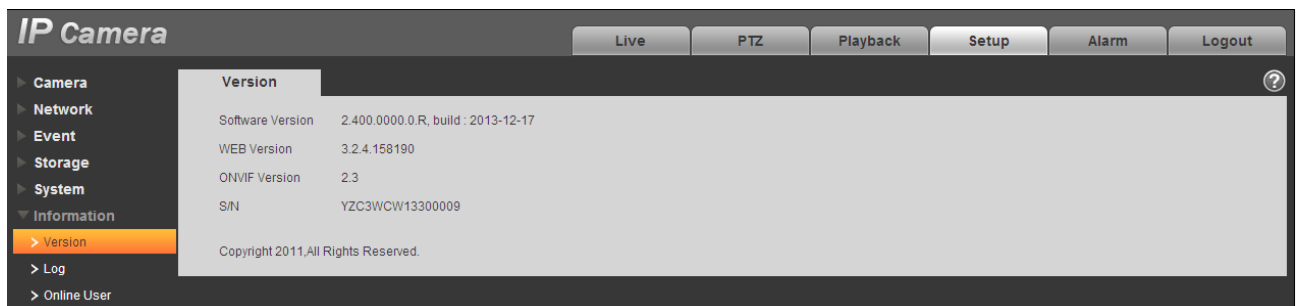 IP Camera
Live PTZ Playback Setup Alarm Logout
Camera
Network
Event
Storage
System
Information
> Version
> Log
> Online User
Version
?
Software Version 2.400.0000.0.R, build : 2013-12-17
WEB Version 3.2.4.158190
ONVIF Version 2.3
S/N YZC3WCW13300009
Copyright 2011,All Rights Reserved.